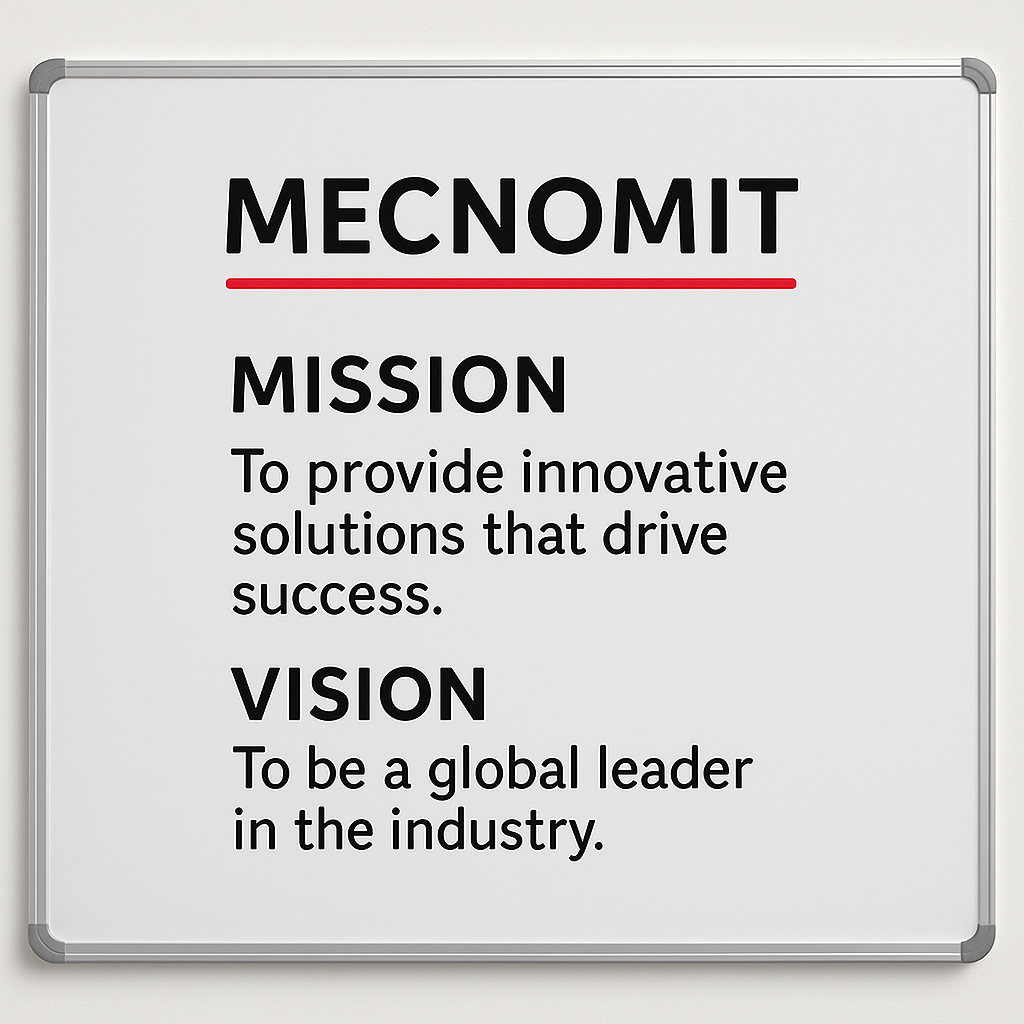 MECNOMIT
MISSION
To provide innovative
solutions that drive
success.
VISION
To be a global leader
in the industry.